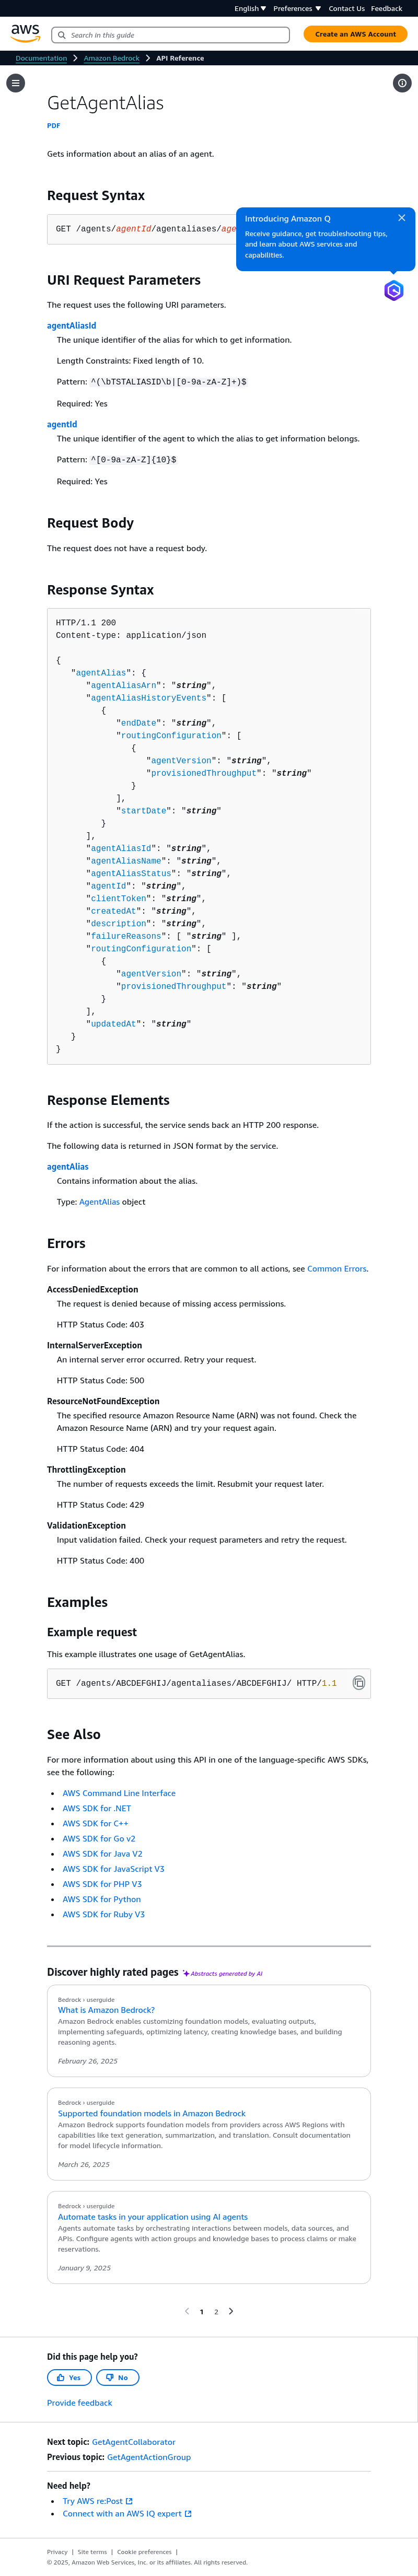 English Preferences Contact Us Feedback
aws Search in this guide Create an AWS Account
Documentation Amazon Bedrock API Reference
GetAgentAlias
PDF
Gets information about an alias of an agent.
Request Syntax
GET /agents/agentId/agentaliases/age
Introducing Amazon Q
Receive guidance, get troubleshooting tips,
and learn about AWS services and
capabilities.
URI Request Parameters
The request uses the following URI parameters.
agentAliasId
The unique identifier of the alias for which to get information.
Length Constraints: Fixed length of 10.
Pattern: ^(\bTSTALIASID\b|[0-9a-zA-Z]+)$
Required: Yes
agentId
The unique identifier of the agent to which the alias to get information belongs.
Pattern: ^[0-9a-zA-Z]{10}$
Required: Yes
Request Body
The request does not have a request body.
Response Syntax
HTTP/1.1 200
Content-type: application/json
{
"agentAlias": {
"agentAliasArn": "string",
"agentAliasHistoryEvents": [
{
"endDate": "string",
"routingConfiguration": [
{
"agentVersion": "string",
"provisionedThroughput": "string"
}
],
"startDate": "string"
}
],
"agentAliasId": "string",
"agentAliasName": "string",
"agentAliasStatus": "string",
"agentId": "string",
"clientToken": "string",
"createdAt": "string",
"description": "string",
"failureReasons": [ "string" ],
"routingConfiguration": [
{
"agentVersion": "string",
"provisionedThroughput": "string"
}
],
"updatedAt": "string"
}
}
Response Elements
If the action is successful, the service sends back an HTTP 200 response.
The following data is returned in JSON format by the service.
agentAlias
Contains information about the alias.
Type: AgentAlias object
Errors
For information about the errors that are common to all actions, see Common Errors.
AccessDeniedException
The request is denied because of missing access permissions.
HTTP Status Code: 403
InternalServerException
An internal server error occurred. Retry your request.
HTTP Status Code: 500
ResourceNotFoundException
The specified resource Amazon Resource Name (ARN) was not found. Check the
Amazon Resource Name (ARN) and try your request again.
HTTP Status Code: 404
ThrottlingException
The number of requests exceeds the limit. Resubmit your request later.
HTTP Status Code: 429
ValidationException
Input validation failed. Check your request parameters and retry the request.
HTTP Status Code: 400
Examples
Example request
This example illustrates one usage of GetAgentAlias.
GET /agents/ABCDEFGHIJ/agentaliases/ABCDEFGHIJ/ HTTP/1.1
See Also
For more information about using this API in one of the language-specific AWS SDKs,
see the following:
• AWS Command Line Interface
• AWS SDK for .NET
• AWS SDK for C++
• AWS SDK for Go v2
• AWS SDK for Java V2
• AWS SDK for JavaScript V3
• AWS SDK for PHP V3
• AWS SDK for Python
• AWS SDK for Ruby V3
Discover highly rated pages Abstracts generated by AI
Bedrock › userguide
What is Amazon Bedrock?
Amazon Bedrock enables customizing foundation models, evaluating outputs,
implementing safeguards, optimizing latency, creating knowledge bases, and building
reasoning agents.
February 26, 2025
Bedrock › userguide
Supported foundation models in Amazon Bedrock
Amazon Bedrock supports foundation models from providers across AWS Regions with
capabilities like text generation, summarization, and translation. Consult documentation
for model lifecycle information.
March 26, 2025
Bedrock › userguide
Automate tasks in your application using AI agents
Agents automate tasks by orchestrating interactions between models, data sources, and
APIs. Configure agents with action groups and knowledge bases to process claims or make
reservations.
January 9, 2025
1 2
Did this page help you?
Yes No
Provide feedback
Next topic: GetAgentCollaborator
Previous topic: GetAgentActionGroup
Need help?
• Try AWS re:Post
• Connect with an AWS IQ expert
Privacy | Site terms | Cookie preferences |
© 2025, Amazon Web Services, Inc. or its affiliates. All rights reserved.